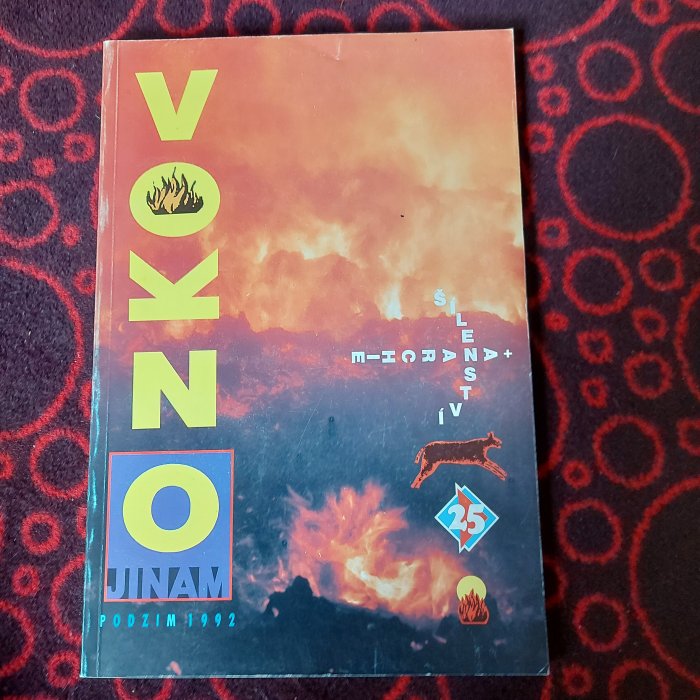 VOKNO
JINAM
PODZIM 1992
ŠÍLENSTVÍ
+ANARCHIE
25